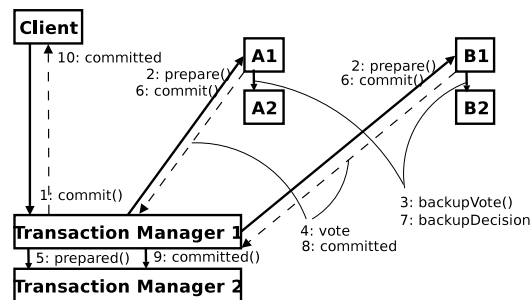 Client
10: committed
A1
B1
2: prepare()
6: commit()
2: prepare()
6: commit()
A2
B2
1: commit()
3: backupVote()
7: backupDecision
4: vote
8: committed
Transaction Manager 1
5: prepared()
9: committed()
Transaction Manager 2